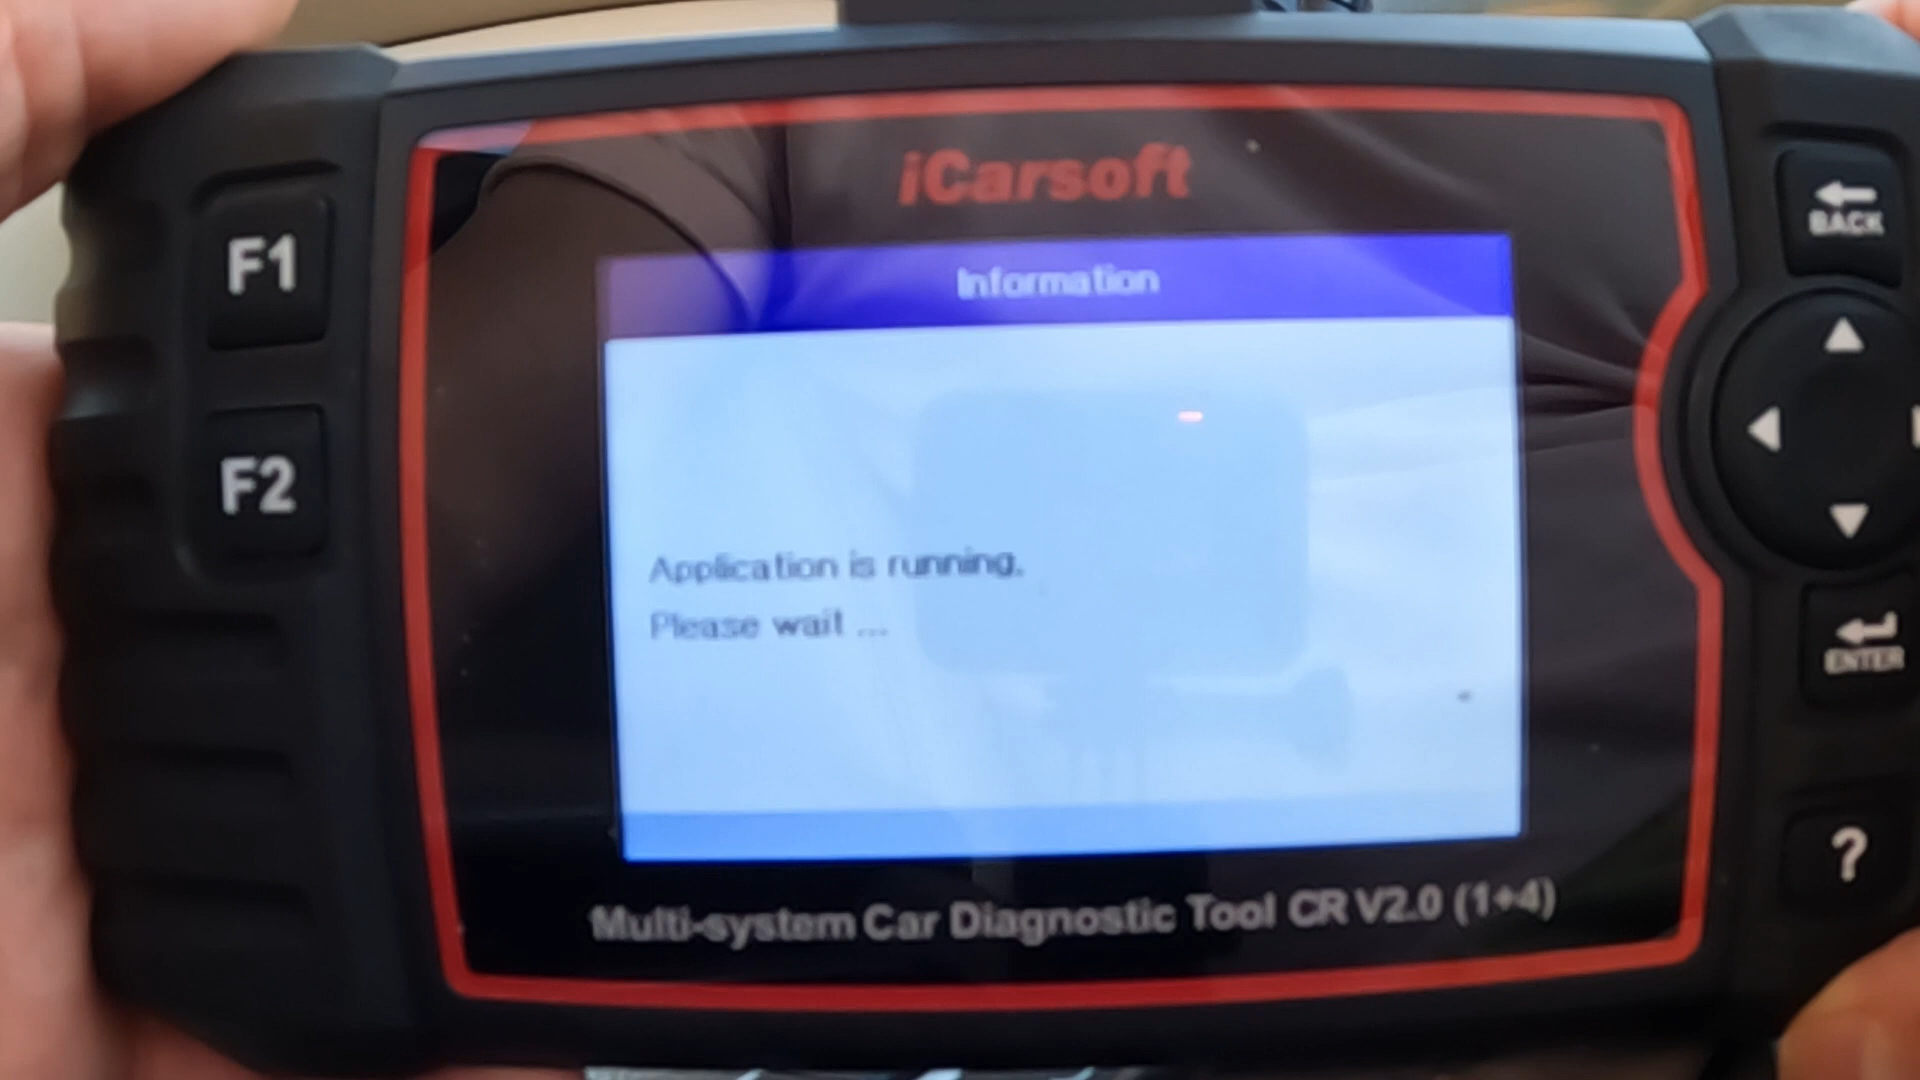 iCarsoft
F1
BACK
Information
F2
Application is running.
Please wait ...
ENTER
?
Multi-system Car Diagnostic Tool CR V2.0 (1+4)